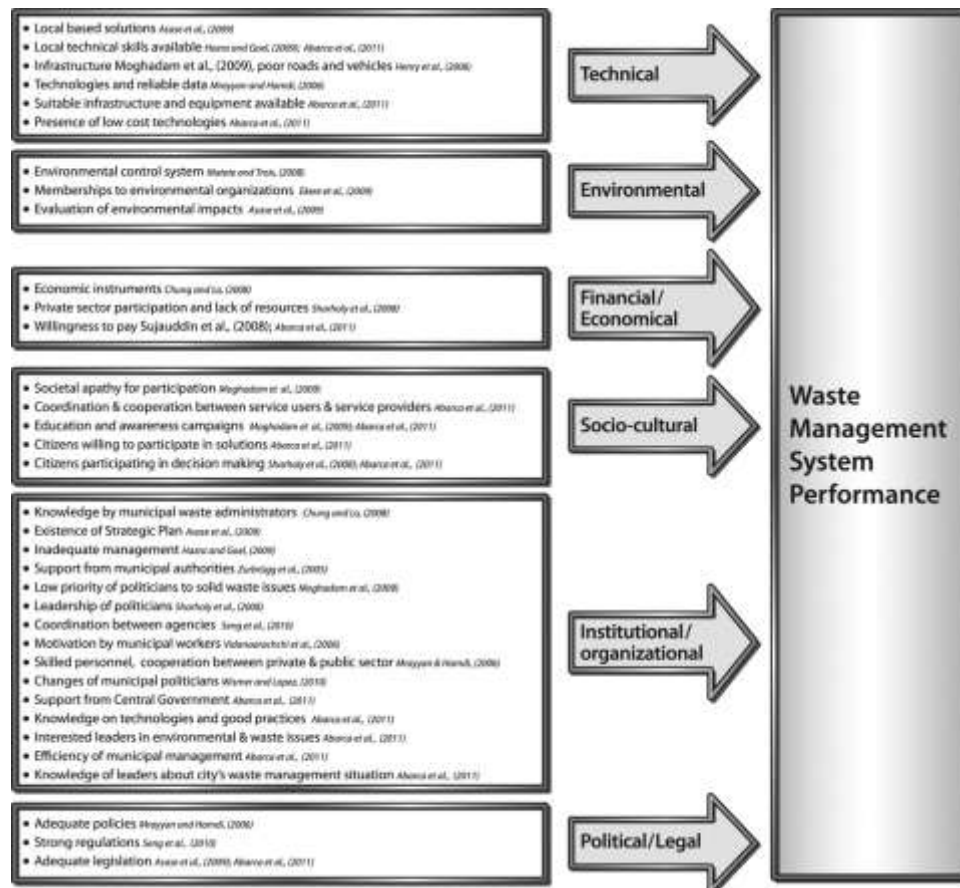 • Local based solutions Asase et al., (2009)
• Local technical skills available Hazra and Goel, (2009); Abarca et al., (2011)
• Infrastructure Moghadam et al., (2009), poor roads and vehicles Henry et al., (2006)
• Technologies and reliable data Mrayyan and Hamdi, (2006)
• Suitable infrastructure and equipment available Abarca et al., (2011)
• Presence of low cost technologies Abarca et al., (2011)
Technical
• Environmental control system Matete and Trois, (2008)
• Memberships to environmental organizations Ekere et al., (2009)
• Evaluation of environmental impacts Asase et al., (2009)
Environmental
• Economic instruments Chung and Lo, (2008)
• Private sector participation and lack of resources Sharholy et al., (2008)
• Willingness to pay Sujauddin et al., (2008); Abarca et al., (2011)
Financial/
Economical
• Societal apathy for participation Moghadam et al., (2009)
• Coordination & cooperation between service users & service providers Abarca et al., (2011)
• Education and awareness campaigns Moghadam et al., (2009); Abarca et al., (2011)
• Citizens willing to participate in solutions Abarca et al., (2011)
• Citizens participating in decision making Sharholy et al., (2008); Abarca et al., (2011)
Socio-cultural
• Knowledge by municipal waste administrators Chung and Lo, (2008)
• Existence of Strategic Plan Asase et al., (2009)
• Inadequate management Hazra and Goel, (2009)
• Support from municipal authorities Zurbrügg et al., (2005)
• Low priority of politicians to solid waste issues Moghadam et al., (2009)
• Leadership of politicians Sharholy et al., (2008)
• Coordination between agencies Seng et al., (2010)
• Motivation by municipal workers Vidanaarachchi et al., (2006)
• Skilled personnel, cooperation between private & public sector Mrayyan & Hamdi, (2006)
• Changes of municipal politicians and Lopez, (2010)
• Support from Central Government Abarca et al., (2011)
• Knowledge on technologies and good practices Abarca et al., (2011)
• Interested leaders in environmental & waste issues Abarca et al., (2011)
• Efficiency of municipal management Abarca et al., (2011)
• Knowledge of leaders about city's waste management situation Abarca et al., (2011)
Institutional/
organizational
• Adequate policies Mrayyan and Hamdi, (2006)
• Strong regulations Seng et al., (2010)
• Adequate legislation Asase et al., (2009); Abarca et al., (2011)
Political/Legal
Waste
Management
System
Performance